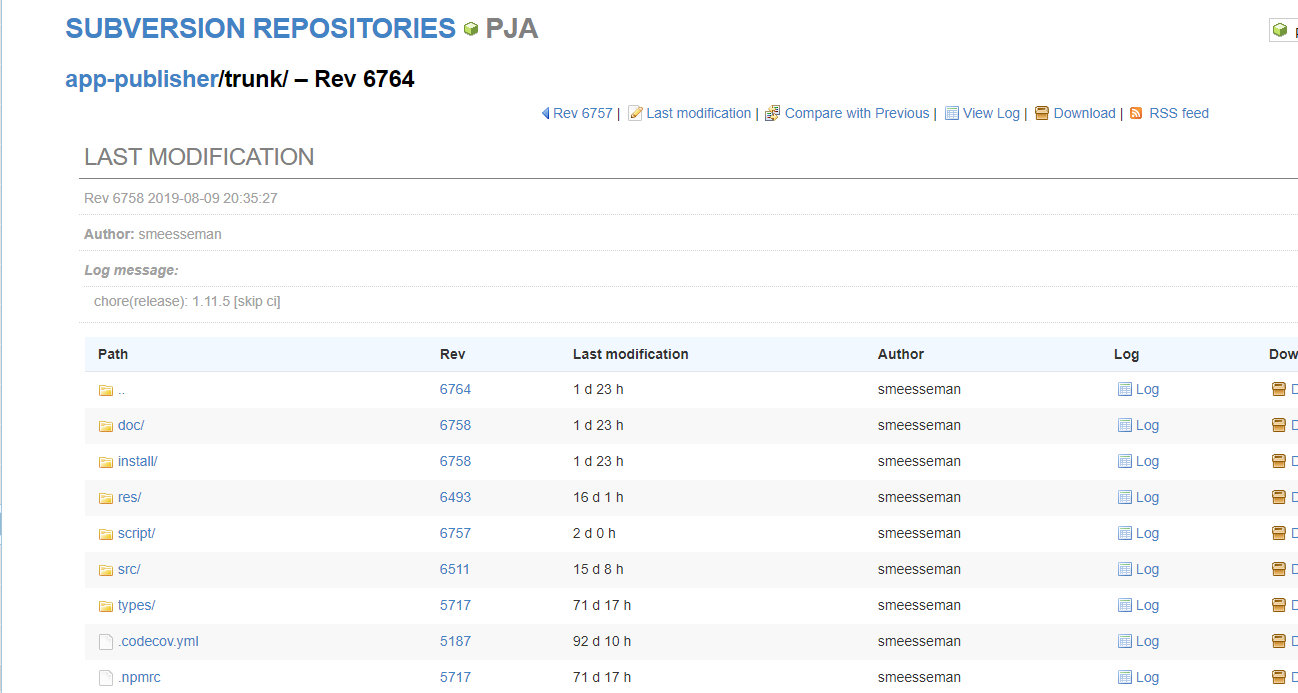 SUBVERSION REPOSITORIES PJA
app-publisher/trunk/ – Rev 6764
Rev 6757 | Last modification | Compare with Previous | View Log | Download | RSS feed
LAST MODIFICATION
Rev 6758 2019-08-09 20:35:27
Author: smeesseman
Log message:
chore(release): 1.11.5 [skip ci]
Path Rev Last modification Author Log Dow
.. 6764 1 d 23 h smeesseman Log D
doc/ 6758 1 d 23 h smeesseman Log D
install/ 6758 1 d 23 h smeesseman Log D
res/ 6493 16 d 1 h smeesseman Log D
script/ 6757 2 d 0 h smeesseman Log D
src/ 6511 15 d 8 h smeesseman Log D
types/ 5717 71 d 17 h smeesseman Log D
.codecov.yml 5187 92 d 10 h smeesseman Log D
.npmrc 5717 71 d 17 h smeesseman Log D